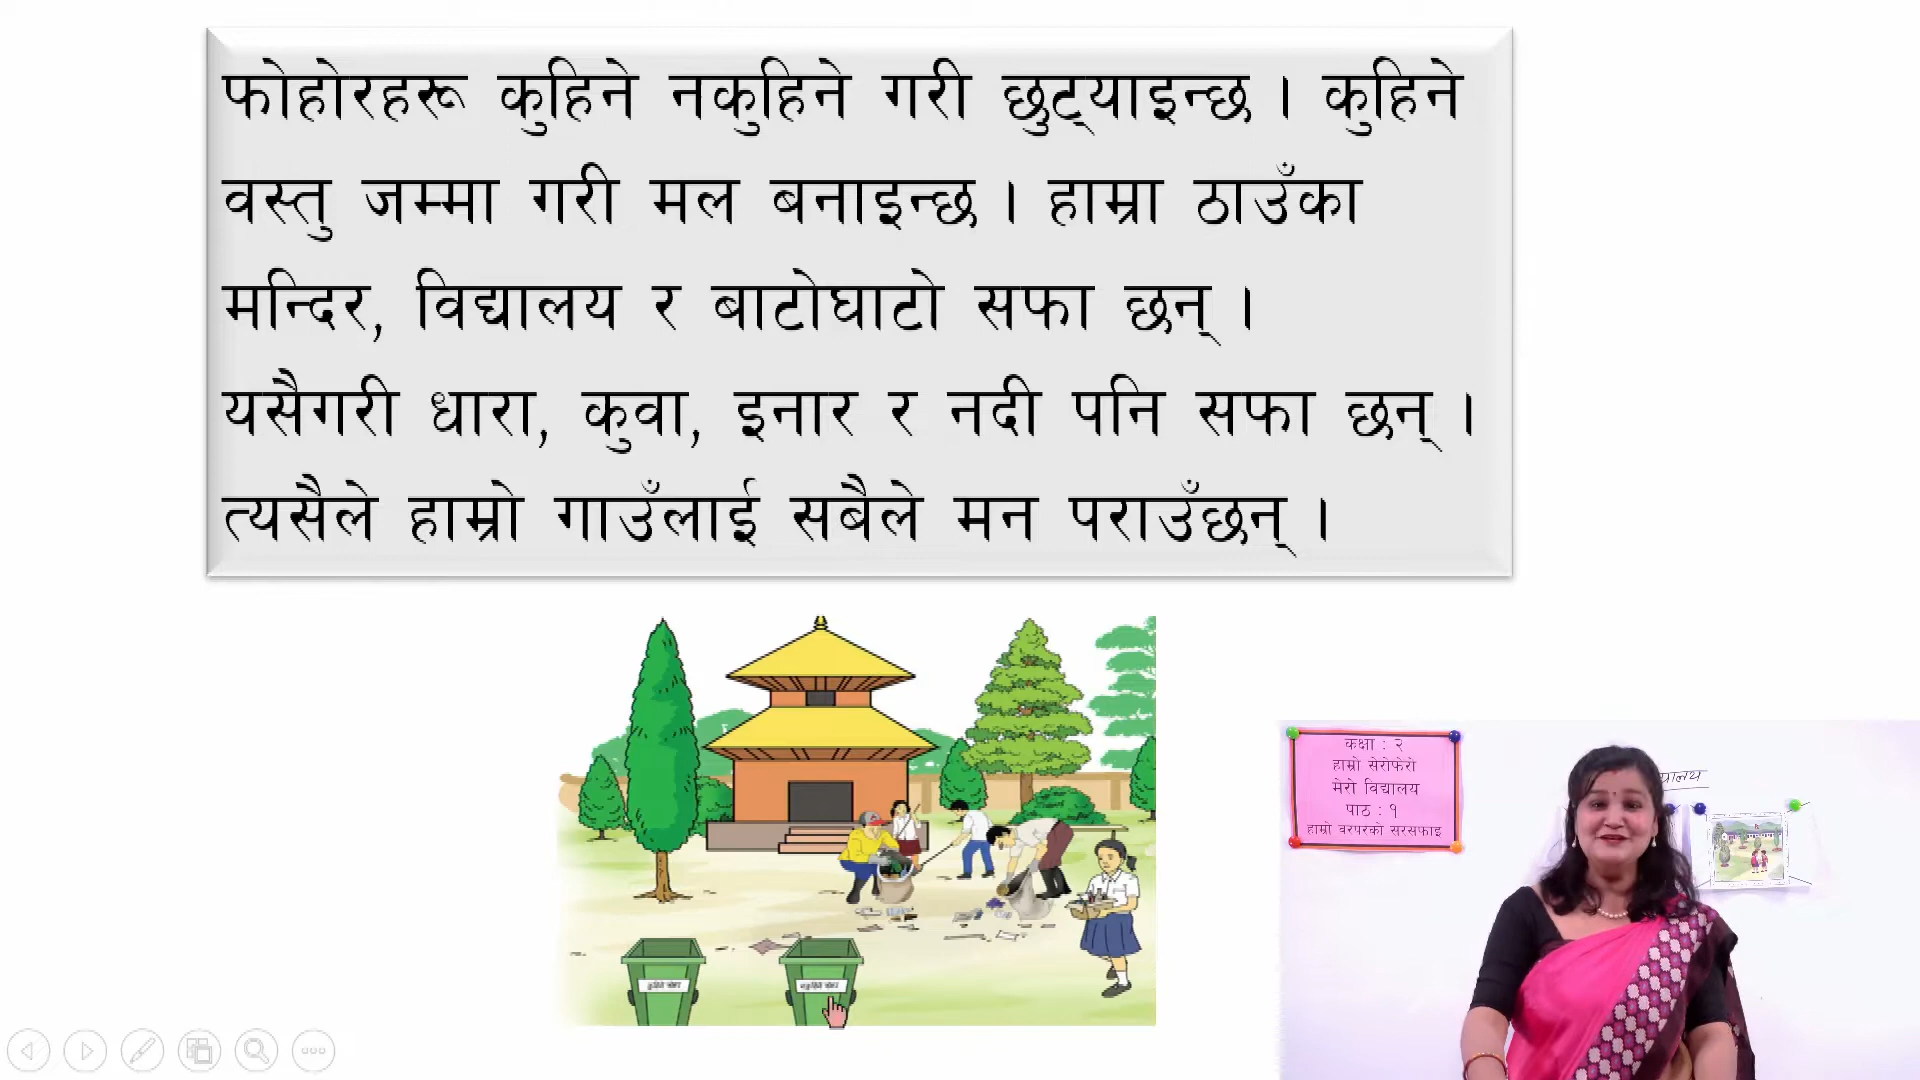 फोहोरहरू कुहिने नकुहिने गरी छुट्याइन्छ । कुहिने
वस्तु जम्मा गरी मल बनाइन्छ । हाम्रा ठाउँका
मन्दिर, विद्यालय र बाटोघाटो सफा छन् ।
यसैगरी धारा, कुवा, इनार र नदी पनि सफा छन् ।
त्यसैले हाम्रो गाउँलाई सबैले मन पराउँछन् ।
कक्षा : २
हाम्रो सेरोफेरो
मेरो विद्यालय
पाठ : १
हाम्रो वरपरको सरसफाइ